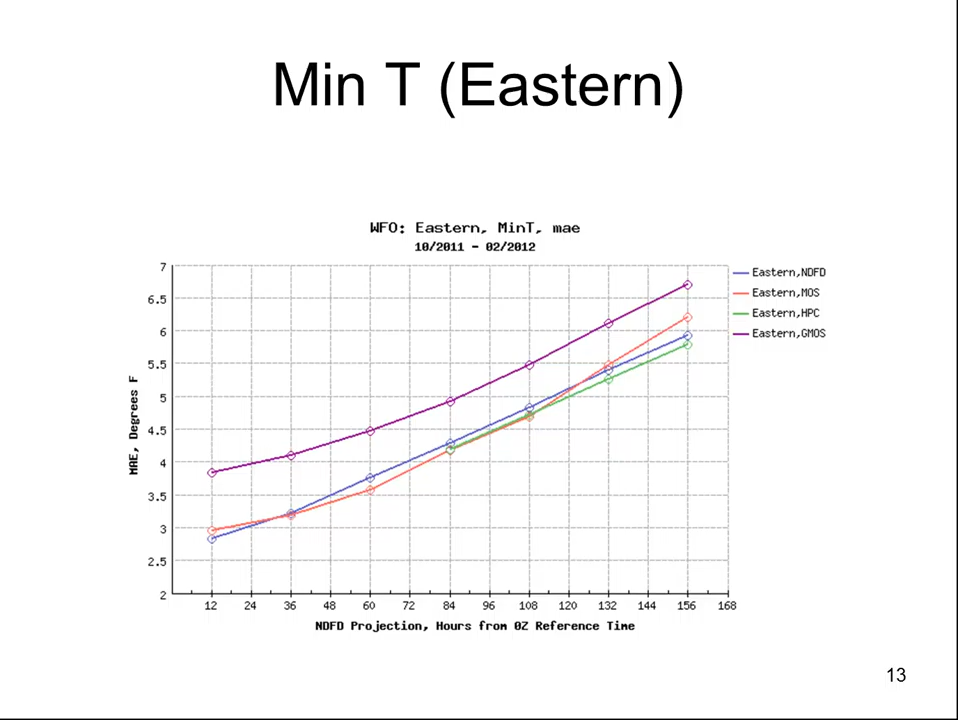 Min T (Eastern)
WFO: Eastern, MinT, mae
10/2011 - 02/2012
7
6.5
6
5.5
5
4.5
4
3.5
3
2.5
2
MAE, Degrees F
Eastern,NDFD
Eastern,MOS
Eastern,HPC
Eastern,GMOS
12 24 36 48 60 72 84 96 108 120 132 144 156 168
NDFD Projection, Hours from 0Z Reference Time
13